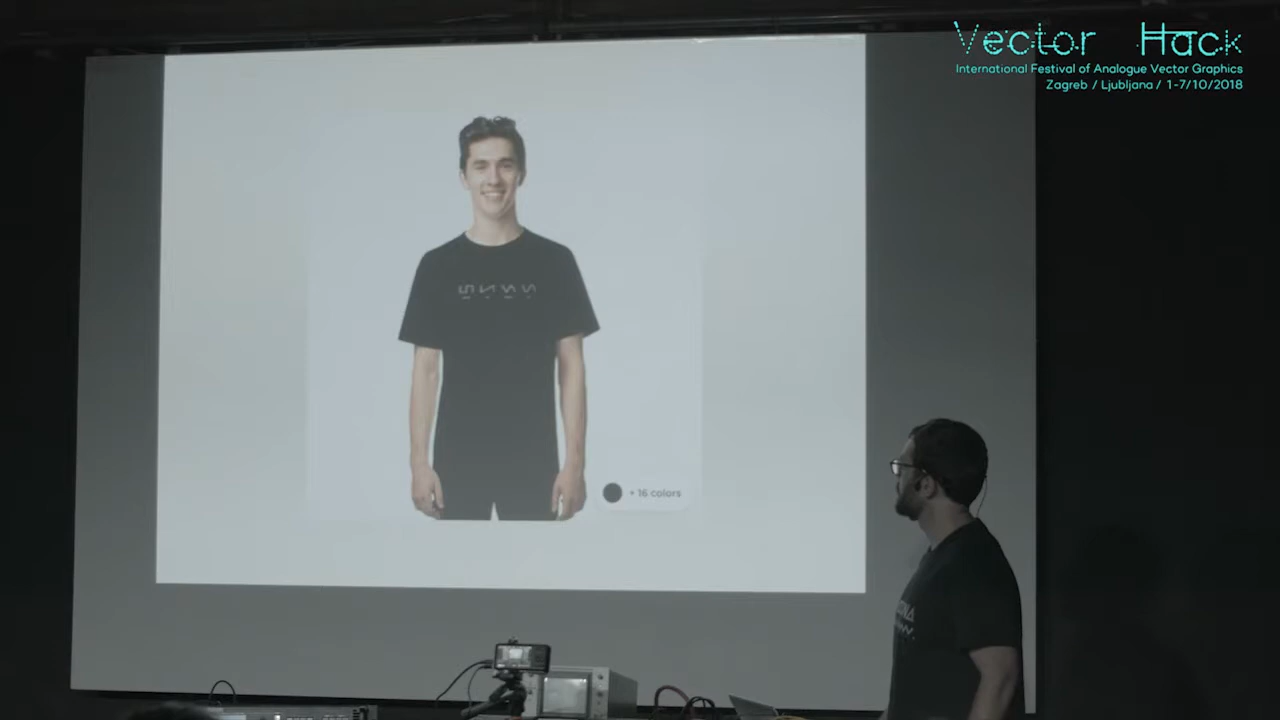 Vector Hack
International Festival of Analogue Vector Graphics
Zagreb / Ljubljana / 1-7/10/2018
+ 16 colors